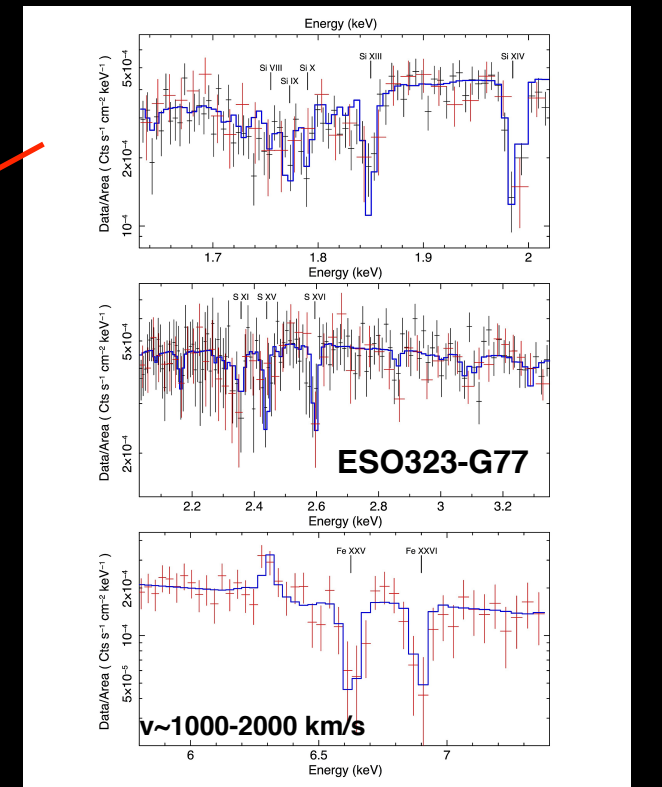 Energy (keV)
Data/Area ( Cts s⁻¹ cm⁻² keV⁻¹ )
5×10⁻⁴
2×10⁻⁴
10⁻⁴
Si VIII
Si IX
Si X
Si XIII
Si XIV
1.7 1.8 1.9 2
Energy (keV)
Data/Area ( Cts s⁻¹ cm⁻² keV⁻¹ )
5×10⁻⁴
2×10⁻⁴
S XI S XV S XVI
ESO323-G77
2.2 2.4 2.6 2.8 3 3.2
Energy (keV)
Data/Area ( Cts s⁻¹ cm⁻² keV⁻¹ )
2×10⁻⁴
10⁻⁴
5×10⁻⁵
Fe XXV Fe XXVI
v~1000-2000 km/s
6 6.5 7
Energy (keV)